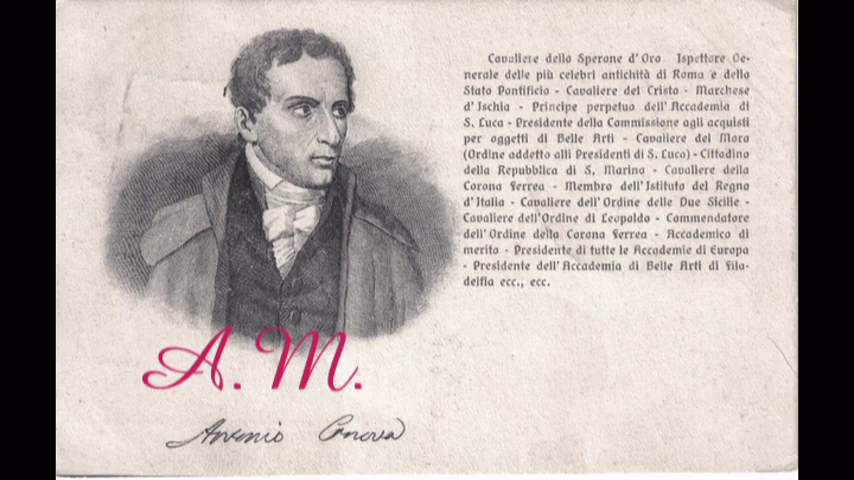 Cavaliere dello Sperone d'Oro Ispettore Ge-
nerale delle più celebri antichità di Roma e dello
Stato Pontificio - Cavaliere del Cristo - Marchese
d'Ischia - Principe perpetuo dell'Accademia di
S. Luca - Presidente della Commissione agli acquisti
per oggetti di Belle Arti - Cavaliere del Moro
(Ordine addetto alli Presidenti di S. Luca) - Cittadino
della Repubblica di S. Marino - Cavaliere della
Corona Ferrea - Membro dell'Istituto del Regno
d'Italia - Cavaliere dell'Ordine delle Due Sicilie -
Cavaliere dell'Ordine di Leopoldo - Commendatore
dell'Ordine della Corona Ferrea - Accademico di
merito - Presidente di tutte le Accademie di Europa
- Presidente dell'Accademia di Belle Arti di Fila-
delfia ecc., ecc.
A. M.
Antonio Canova